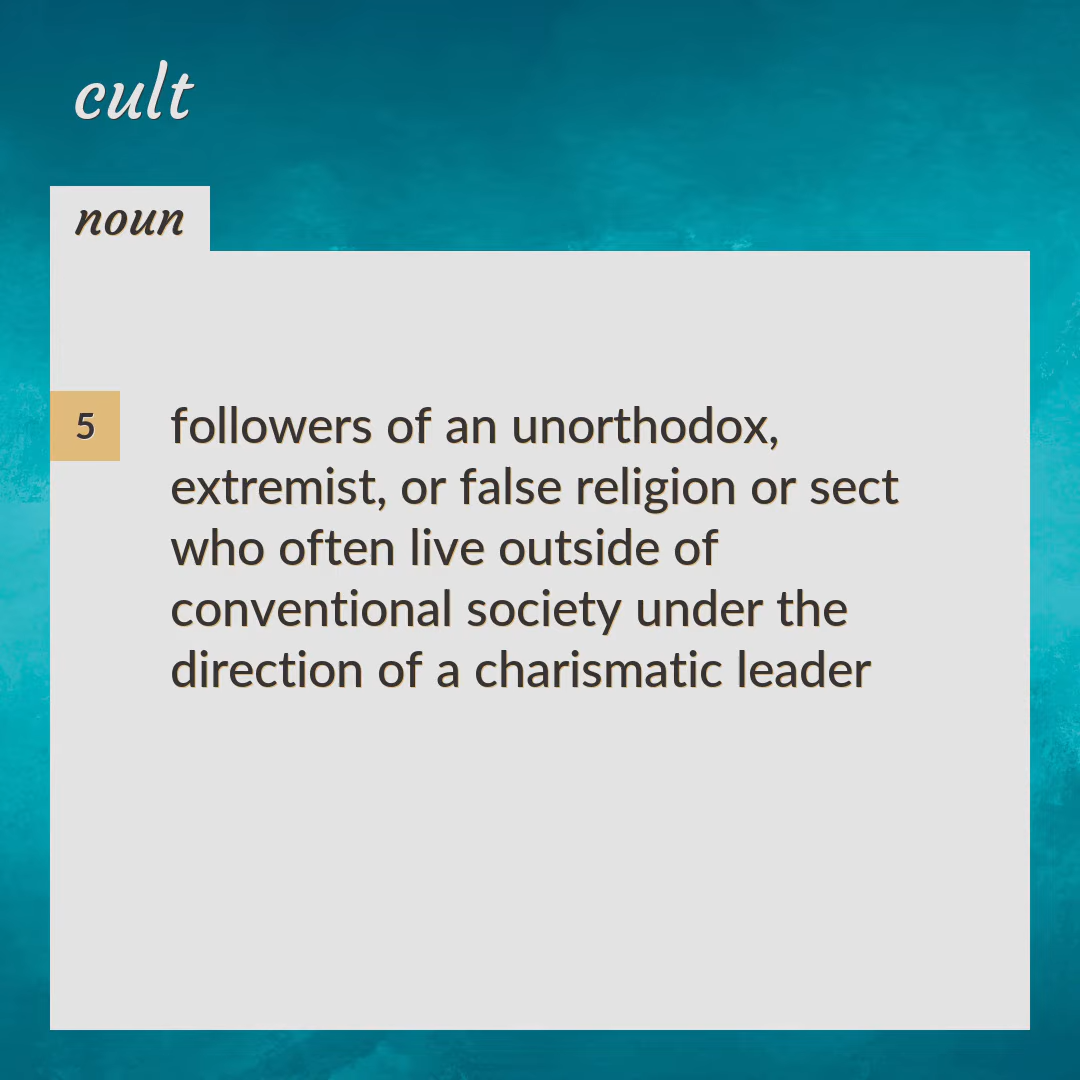 cult
noun
5
followers of an unorthodox,
extremist, or false religion or sect
who often live outside of
conventional society under the
direction of a charismatic leader